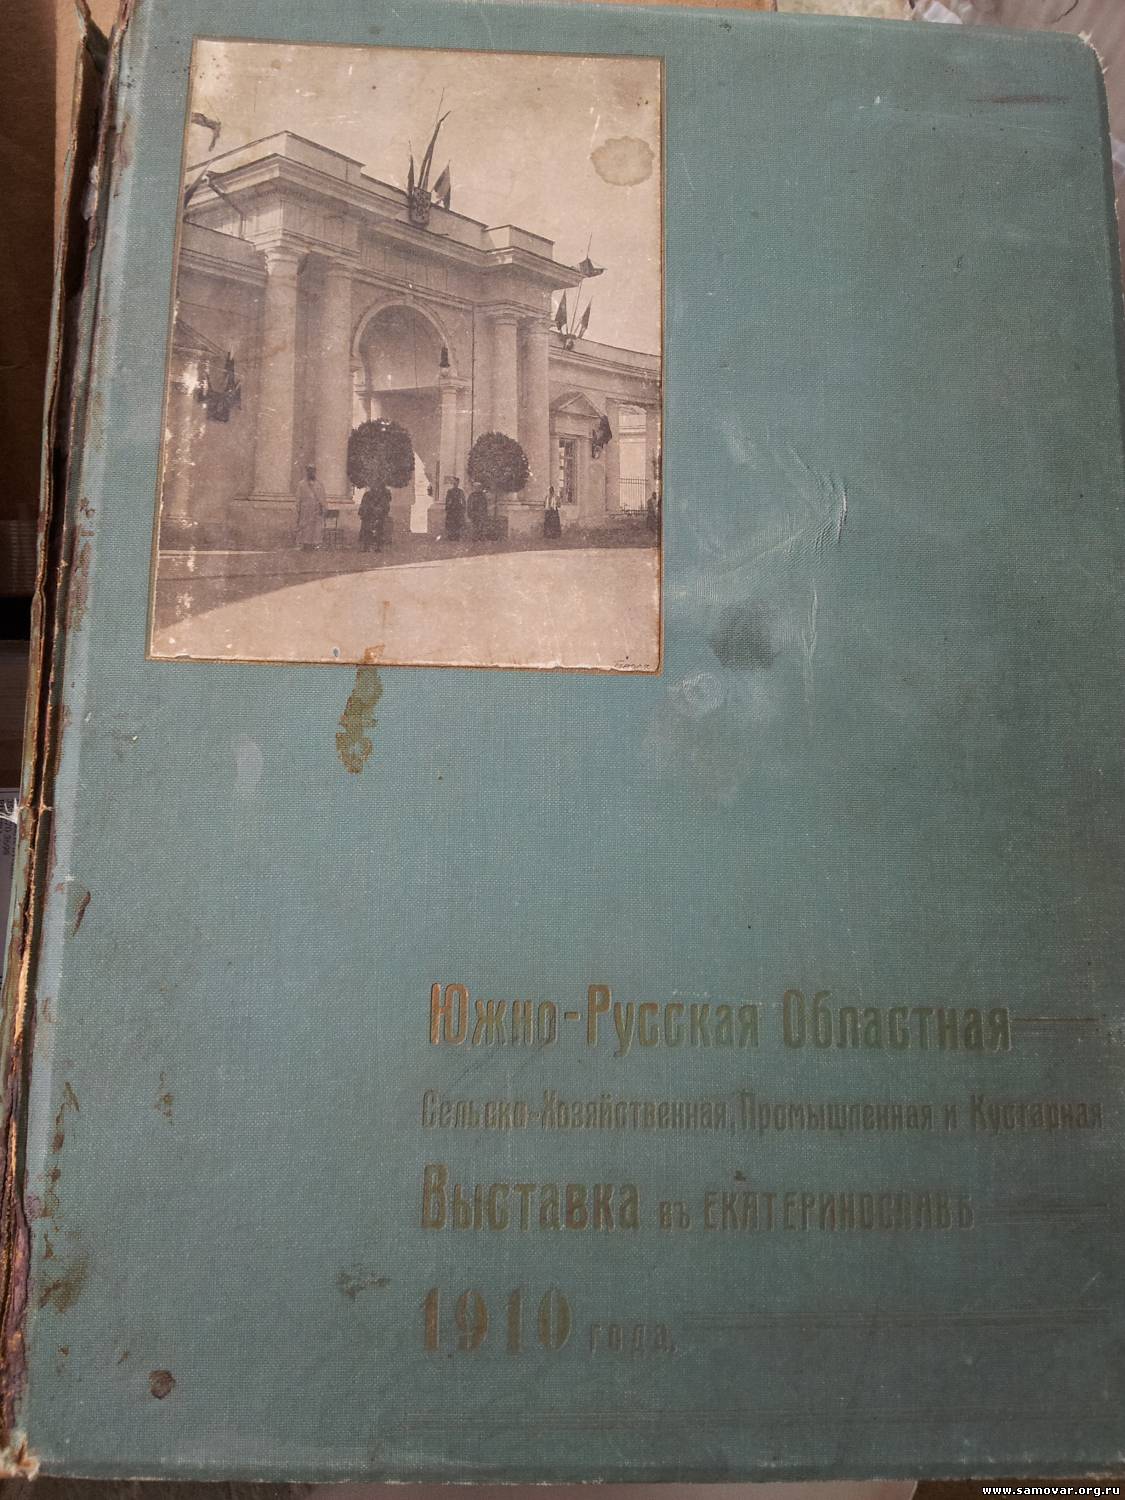 Южно-Русская Областная
Сельско-Хозяйственная, Промышленная и Кустарная
Выставка въ ЕКАТЕРИНОСЛАВѢ
1910 года.
www.samovar.org.ru